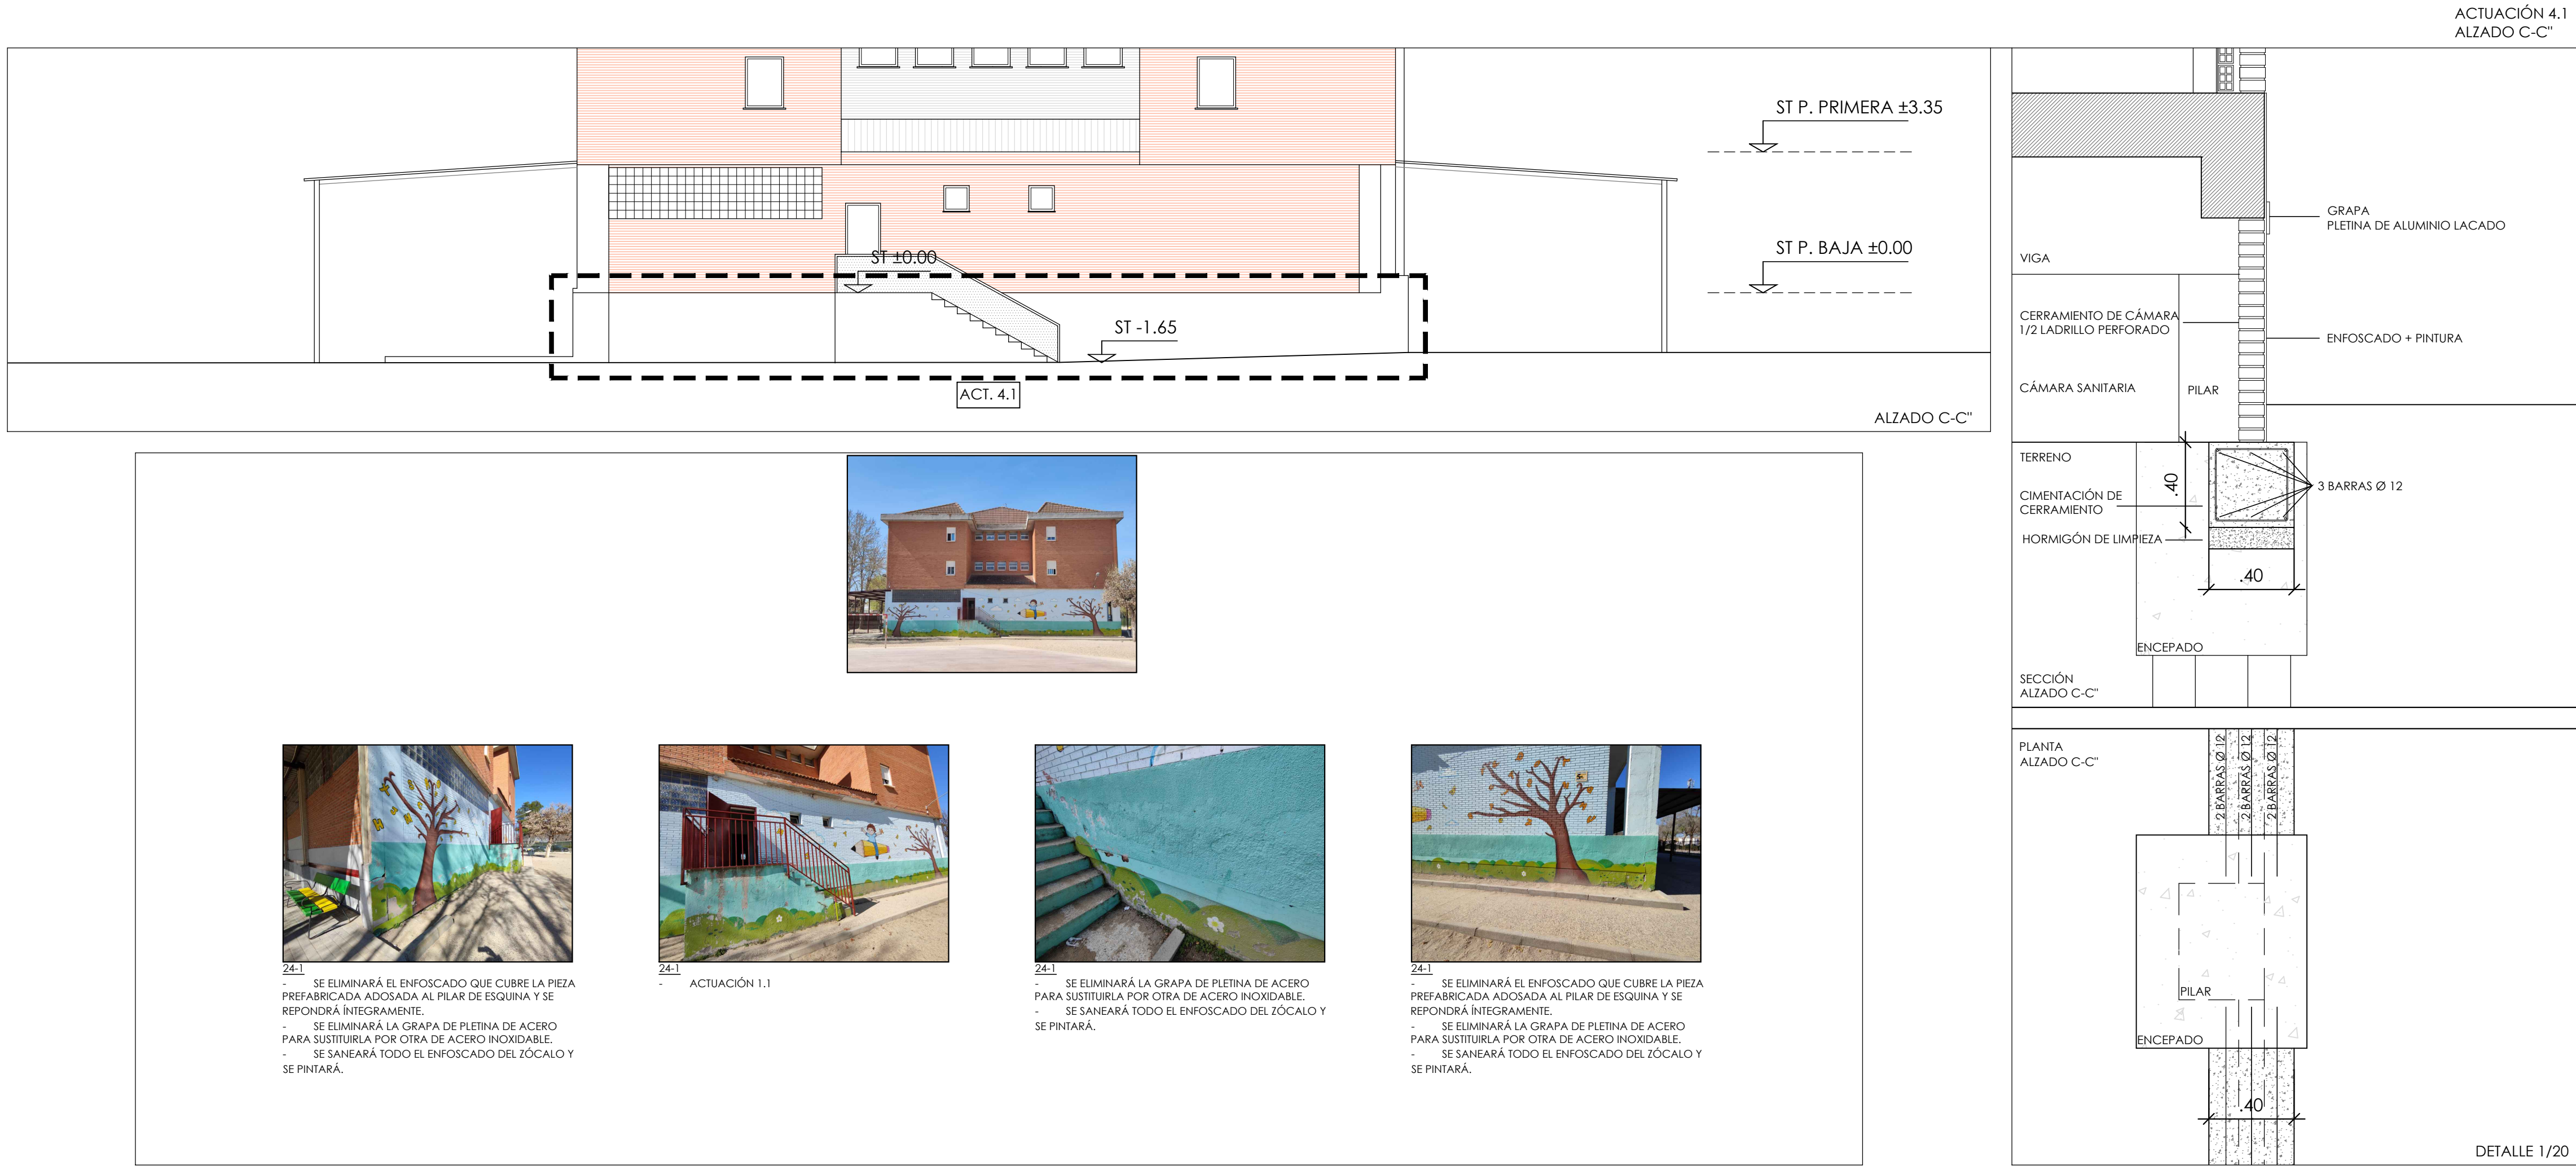 ACTUACIÓN 4.1
ALZADO C-C"
ST P. PRIMERA ±3.35
ST ±0.00
ST P. BAJA ±0.00
ST -1.65
ACT. 4.1
ALZADO C-C"
GRAPA
PLETINA DE ALUMINIO LACADO
VIGA
CERRAMIENTO DE CÁMARA
1/2 LADRILLO PERFORADO
ENFOSCADO + PINTURA
CÁMARA SANITARIA
PILAR
TERRENO
.40
3 BARRAS Ø 12
CIMENTACIÓN DE
CERRAMIENTO
HORMIGÓN DE LIMPIEZA
.40
ENCEPADO
SECCIÓN
ALZADO C-C"
PLANTA
ALZADO C-C"
2 BARRAS Ø 12
2 BARRAS Ø 12
2 BARRAS Ø 12
PILAR
ENCEPADO
.40
DETALLE 1/20
24-1
- SE ELIMINARÁ EL ENFOSCADO QUE CUBRE LA PIEZA
PREFABRICADA ADOSADA AL PILAR DE ESQUINA Y SE
REPONDRÁ ÍNTEGRAMENTE.
- SE ELIMINARÁ LA GRAPA DE PLETINA DE ACERO
PARA SUSTITUIRLA POR OTRA DE ACERO INOXIDABLE.
- SE SANEARÁ TODO EL ENFOSCADO DEL ZÓCALO Y
SE PINTARÁ.
24-1
- ACTUACIÓN 1.1
24-1
- SE ELIMINARÁ LA GRAPA DE PLETINA DE ACERO
PARA SUSTITUIRLA POR OTRA DE ACERO INOXIDABLE.
- SE SANEARÁ TODO EL ENFOSCADO DEL ZÓCALO Y
SE PINTARÁ.
24-1
- SE ELIMINARÁ EL ENFOSCADO QUE CUBRE LA PIEZA
PREFABRICADA ADOSADA AL PILAR DE ESQUINA Y SE
REPONDRÁ ÍNTEGRAMENTE.
- SE ELIMINARÁ LA GRAPA DE PLETINA DE ACERO
PARA SUSTITUIRLA POR OTRA DE ACERO INOXIDABLE.
- SE SANEARÁ TODO EL ENFOSCADO DEL ZÓCALO Y
SE PINTARÁ.